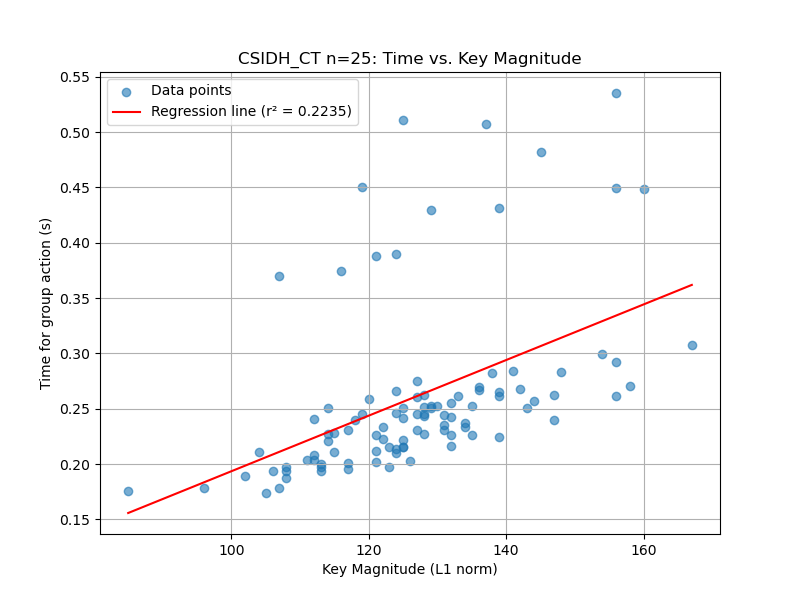 CSIDH_CT n=25: Time vs. Key Magnitude
Data points
Regression line (r² = 0.2235)
0.55
0.50
0.45
0.40
0.35
0.30
0.25
0.20
0.15
Time for group action (s)
100
120
140
160
Key Magnitude (L1 norm)